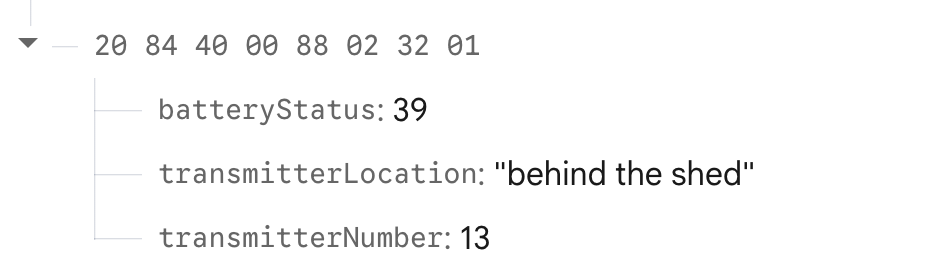 20 84 40 00 88 02 32 01
batteryStatus: 39
transmitterLocation: "behind the shed"
transmitterNumber: 13